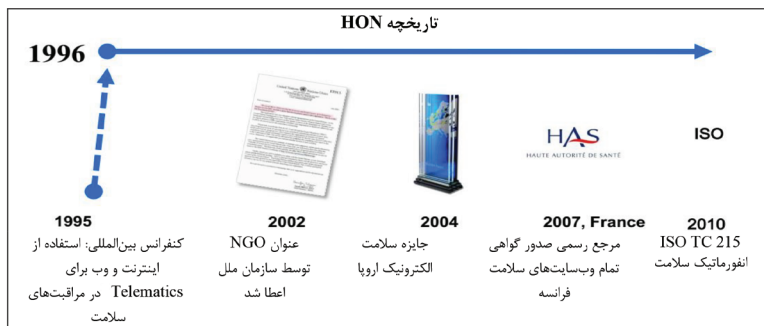 تاریخچه HON
1996
HAS
HAUTE AUTORITÉ DE SANTÉ
ISO
1995
کنفرانس بین‌المللی: استفاده از
اینترنت و وب برای
Telematics در مراقبت‌های
سلامت
2002
عنوان NGO
توسط سازمان ملل
اعطا شد
2004
جایزه سلامت
الکترونیک اروپا
2007, France
مرجع رسمی صدور گواهی
تمام وب‌سایت‌های سلامت
فرانسه
2010
ISO TC 215
انفورماتیک سلامت